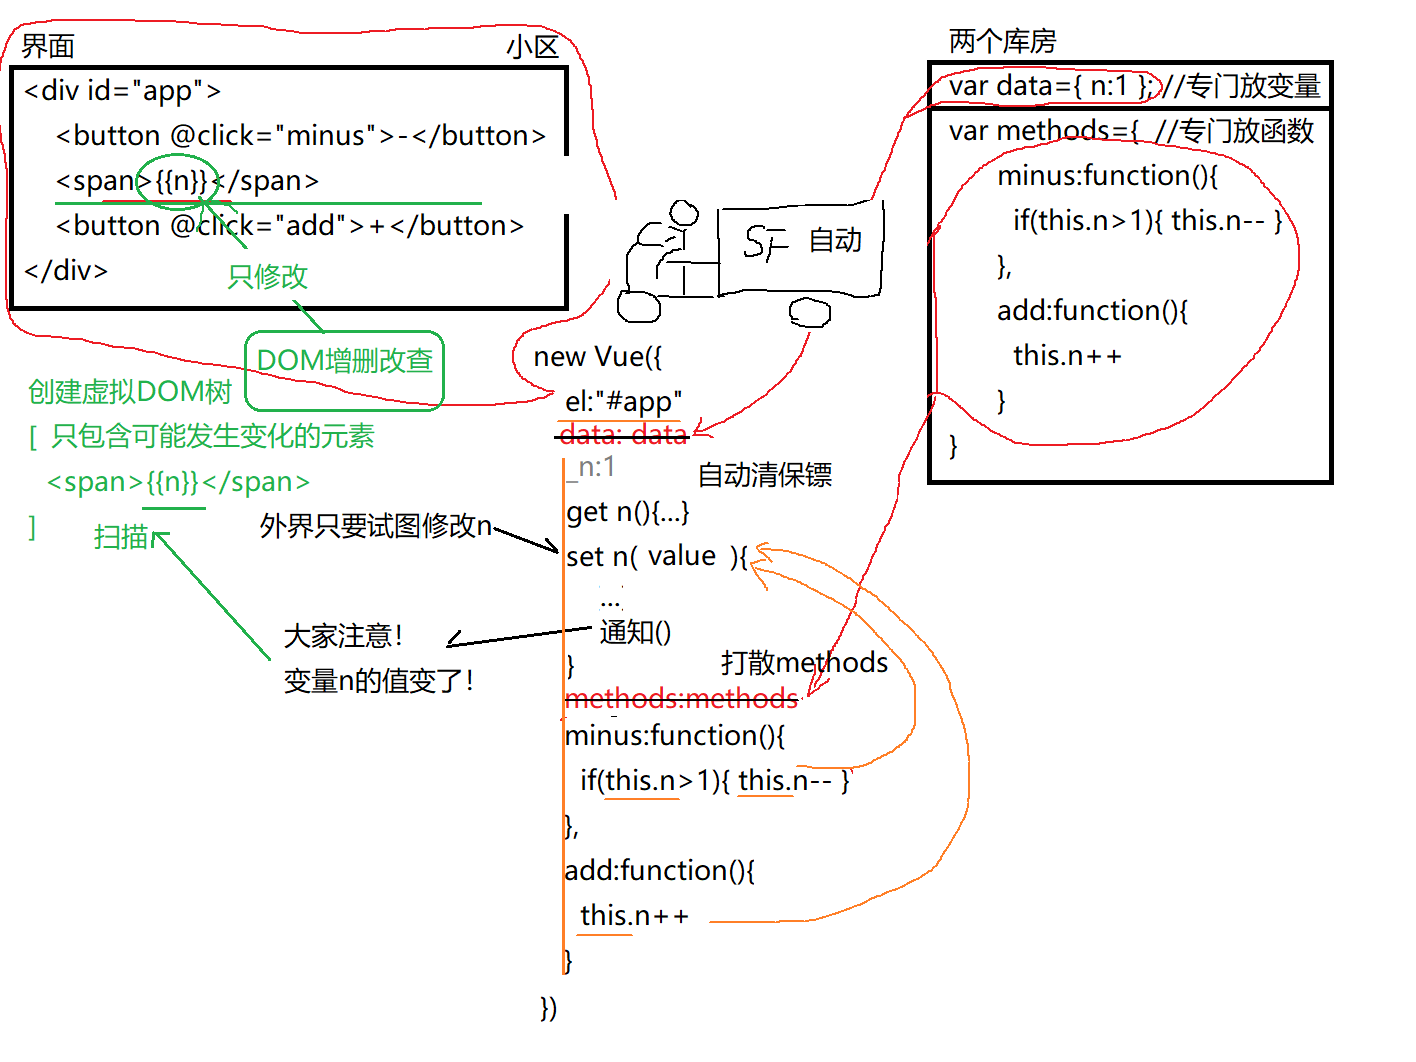 界面
小区
<div id="app">
<button @click="minus">-</button>
<span>{{n}}</span>
<button @click="add">+</button>
</div>
只修改
DOM增删改查
创建虚拟DOM树
[ 只包含可能发生变化的元素
<span>{{n}}</span>
]
扫描
外界只要试图修改n
大家注意！
变量n的值变了！
SF 自动
new Vue({
el:"#app"
data: data
_n:1
自动清保镖
get n(){...}
set n( value ){
...
通知()
}
打散methods
methods:methods
minus:function(){
if(this.n>1){ this.n-- }
},
add:function(){
this.n++
}
})
两个库房
var data={ n:1 }; //专门放变量
var methods={ //专门放函数
minus:function(){
if(this.n>1){ this.n-- }
},
add:function(){
this.n++
}
}